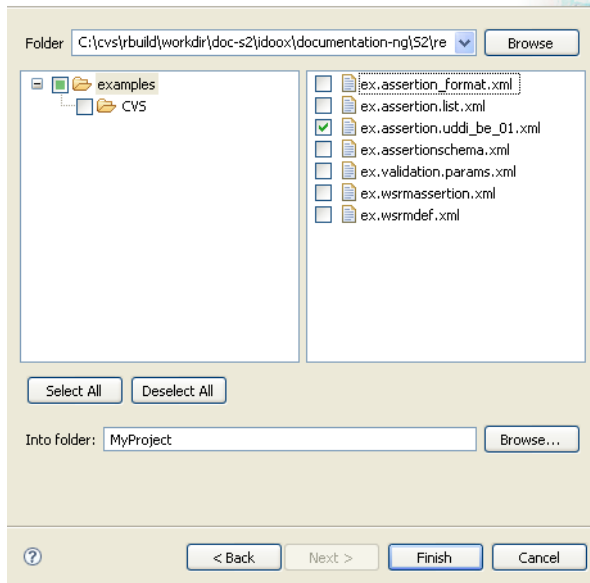 Folder C:\cvs\rbuild\workdir\doc-s2\idoox\documentation-ng\S2\re Browse
examples
CVS
ex.assertion_format.xml
ex.assertion.list.xml
ex.assertion.uddi_be_01.xml
ex.assertionschema.xml
ex.validation.params.xml
ex.wsrmassertion.xml
ex.wsrmdef.xml
Select All Deselect All
Into folder: MyProject Browse...
? < Back Next > Finish Cancel